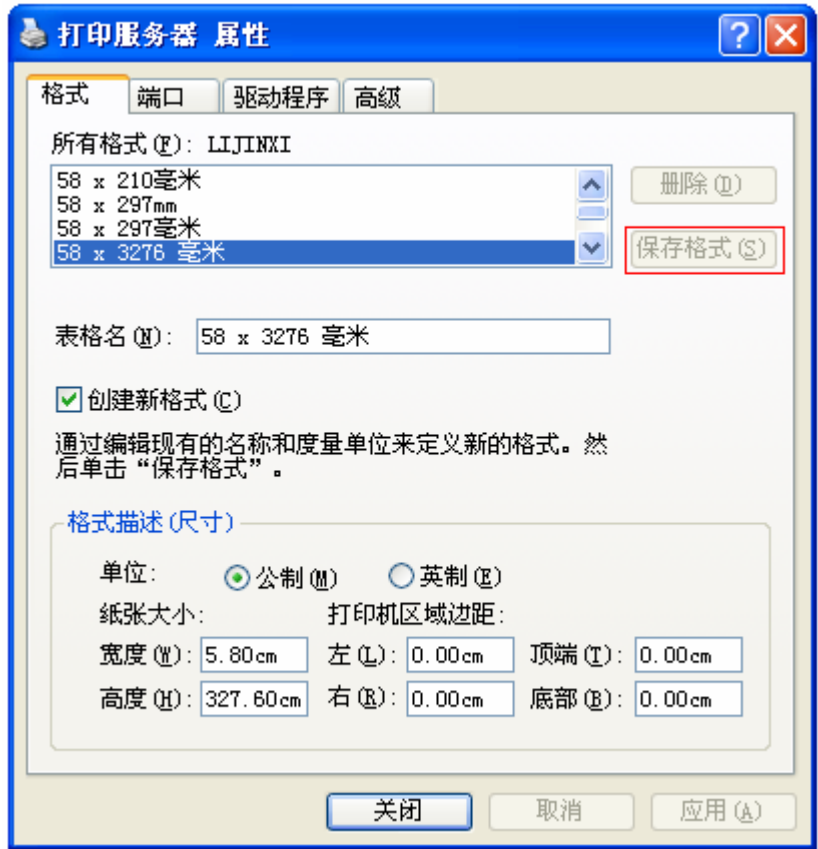 打印服务器 属性
格式 端口 驱动程序 高级
所有格式(F): LIJINXI
58 x 210毫米
58 x 297mm
58 x 297毫米
58 x 3276 毫米
删除(D)
保存格式(S)
表格名(N): 58 x 3276 毫米
创建新格式(C)
通过编辑现有的名称和度量单位来定义新的格式。然
后单击“保存格式”。
格式描述(尺寸)
单位: 公制(M) 英制(E)
纸张大小: 打印机区域边距:
宽度(W): 5.80cm 左(L): 0.00cm 顶端(T): 0.00cm
高度(H): 327.60cm 右(R): 0.00cm 底部(B): 0.00cm
关闭 取消 应用(A)